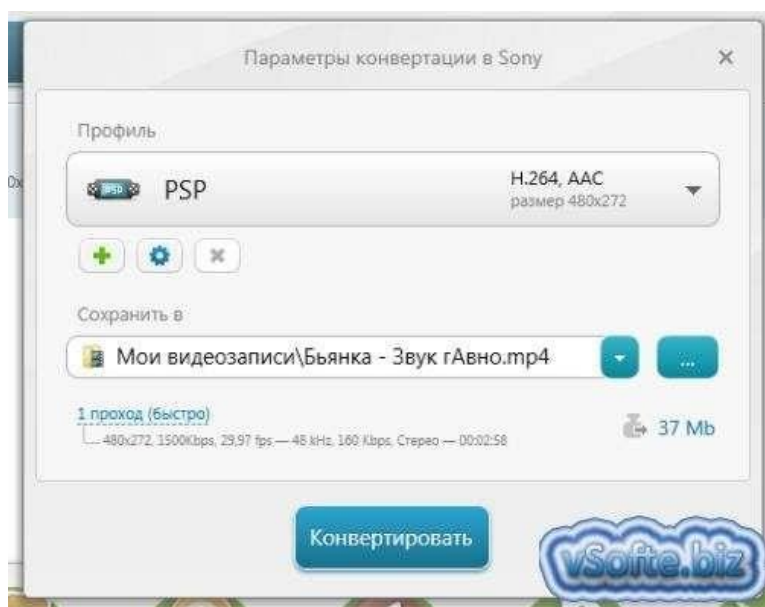 Параметры конвертации в Sony
Профиль
0x
PSP
H.264, AAC
размер 480x272
Сохранить в
Мои видеозаписи\Бьянка - Звук гАвно.mp4
...
1 проход (быстро)
480x272, 1500Kbps, 29,97 fps — 48 kHz, 160 Kbps, Стерео — 00:02:58
37 Mb
Конвертировать
vSofte.biz